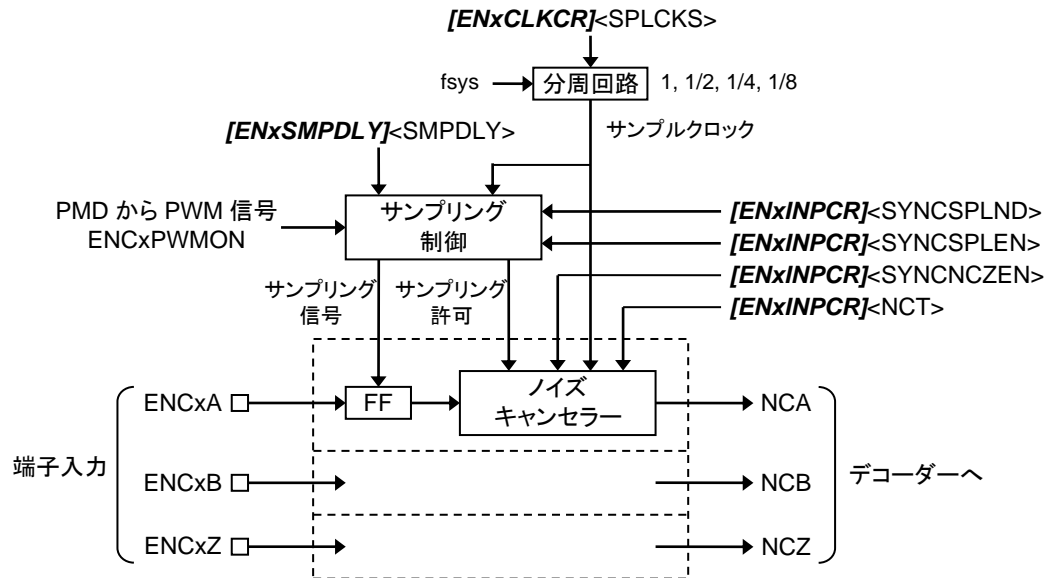 [ENxCLKCR]<SPLCKS>
fsys
分周回路
1, 1/2, 1/4, 1/8
[ENxSMPDLY]<SMPDLY>
サンプルクロック
PMD から PWM 信号
ENCxPWMON
サンプリング
制御
[ENxINPCR]<SYNCSPLND>
[ENxINPCR]<SYNCSPLEN>
[ENxINPCR]<SYNCNCZEN>
[ENxINPCR]<NCT>
サンプリング
信号
サンプリング
許可
端子入力
ENCxA
FF
ノイズ
キャンセラー
NCA
ENCxB
NCB
ENCxZ
NCZ
デコーダーへ